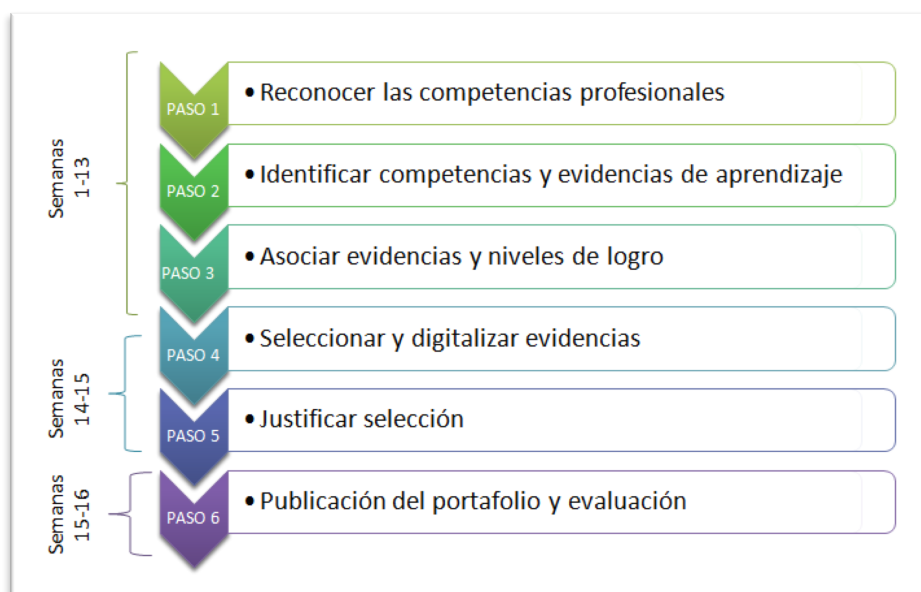 Semanas
1-13
PASO 1
• Reconocer las competencias profesionales
PASO 2
• Identificar competencias y evidencias de aprendizaje
PASO 3
• Asociar evidencias y niveles de logro
Semanas
14-15
PASO 4
• Seleccionar y digitalizar evidencias
PASO 5
• Justificar selección
Semanas
15-16
PASO 6
• Publicación del portafolio y evaluación